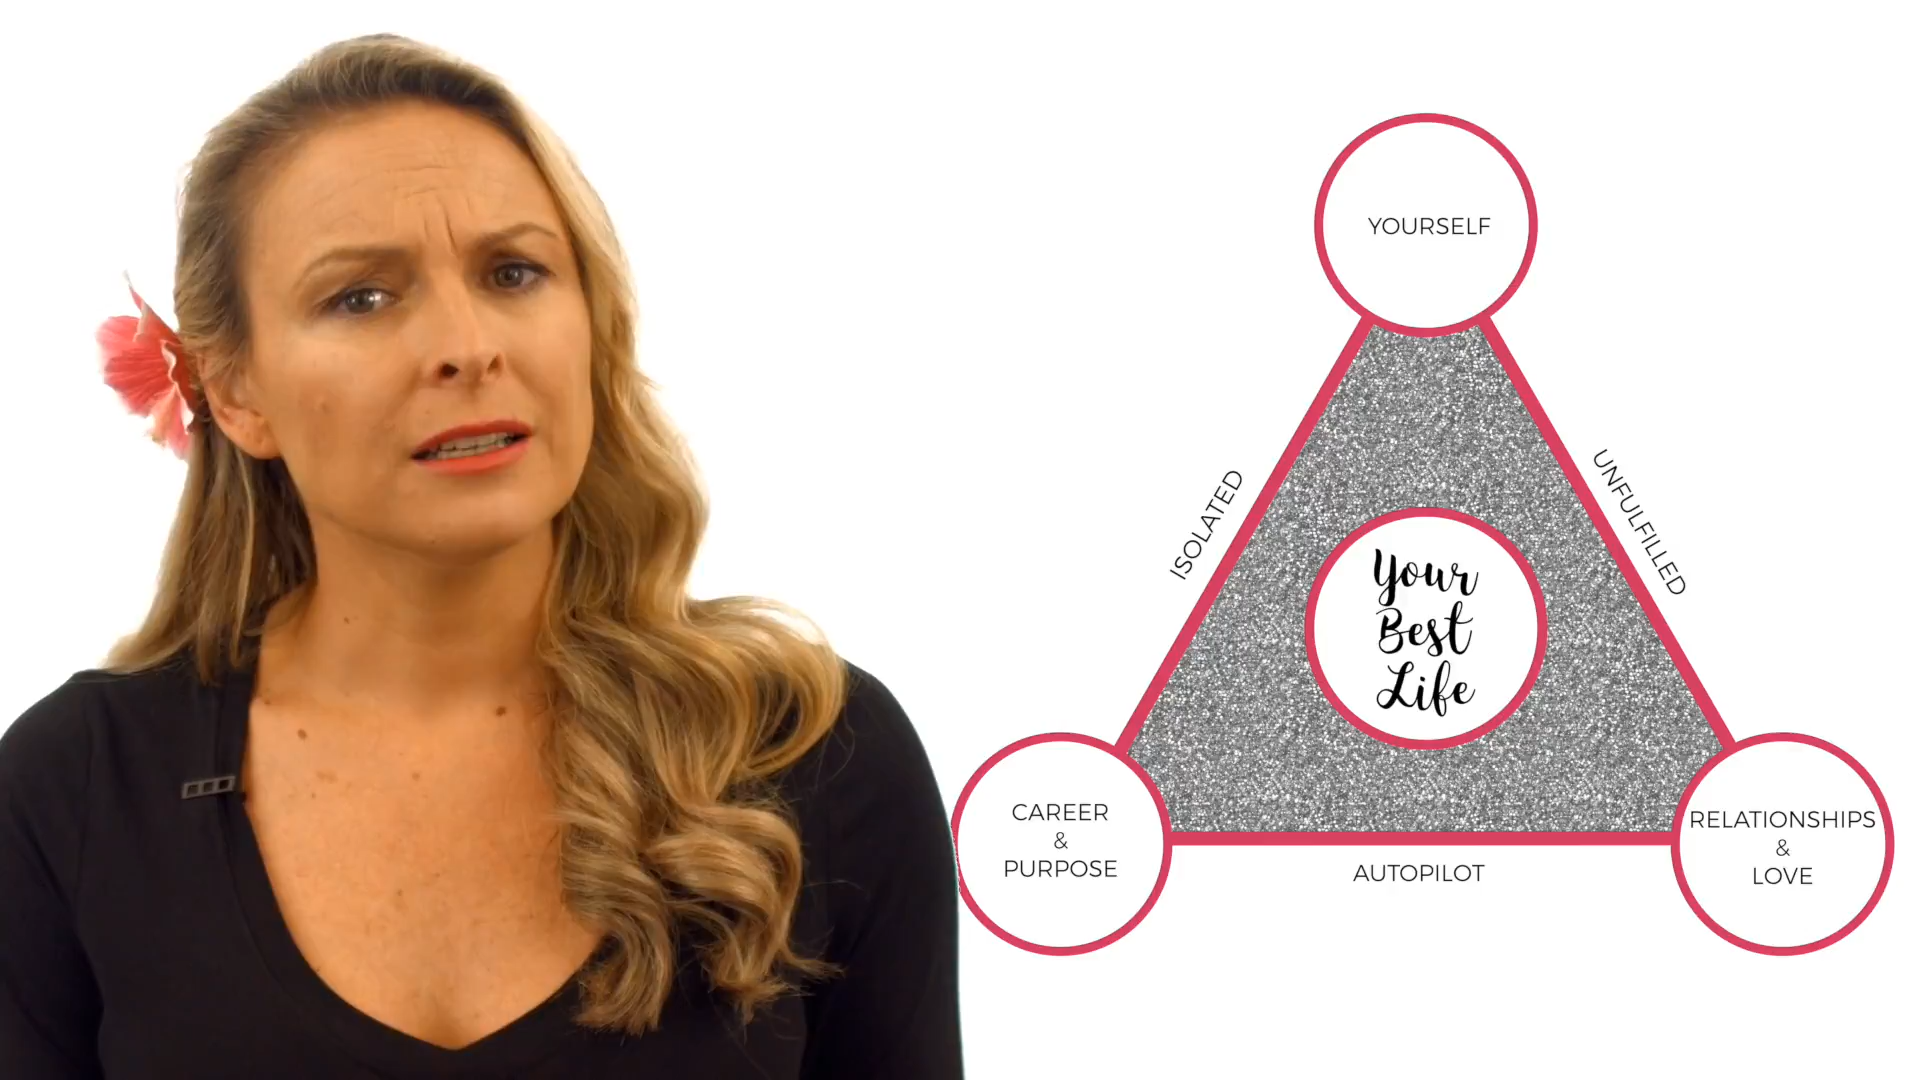 YOURSELF
ISOLATED
UNFULFILLED
Your
Best
Life
CAREER
&
PURPOSE
RELATIONSHIPS
&
LOVE
AUTOPILOT